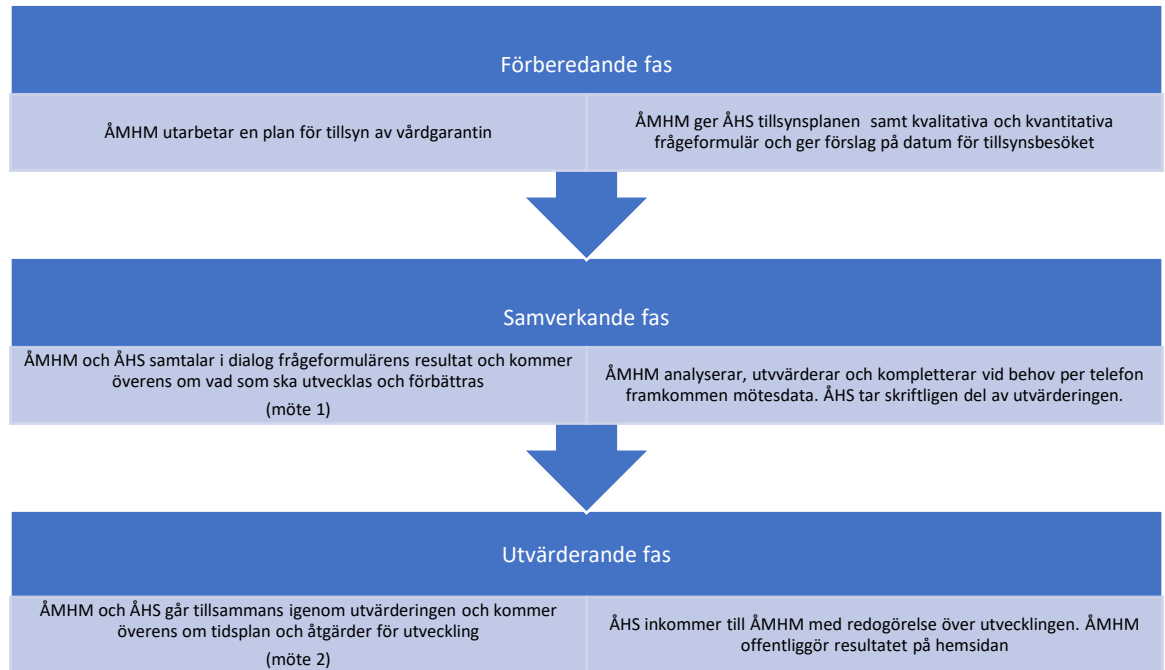 Förberedande fas
ÅMHM utarbetar en plan för tillsyn av vårdgarantin
ÅMHM ger ÅHS tillsynsplanen samt kvalitativa och kvantitativa
frågeformulär och ger förslag på datum för tillsynsbesöket
Samverkande fas
ÅMHM och ÅHS samtalar i dialog frågeformulärens resultat och kommer
överens om vad som ska utvecklas och förbättras
(möte 1)
ÅMHM analyserar, utvvärderar och kompletterar vid behov per telefon
framkommen mötesdata. ÅHS tar skriftligen del av utvärderingen.
Utvärderande fas
ÅMHM och ÅHS går tillsammans igenom utvärderingen och kommer
överens om tidsplan och åtgärder för utveckling
(möte 2)
ÅHS inkommer till ÅMHM med redogörelse över utvecklingen. ÅMHM
offentliggör resultatet på hemsidan